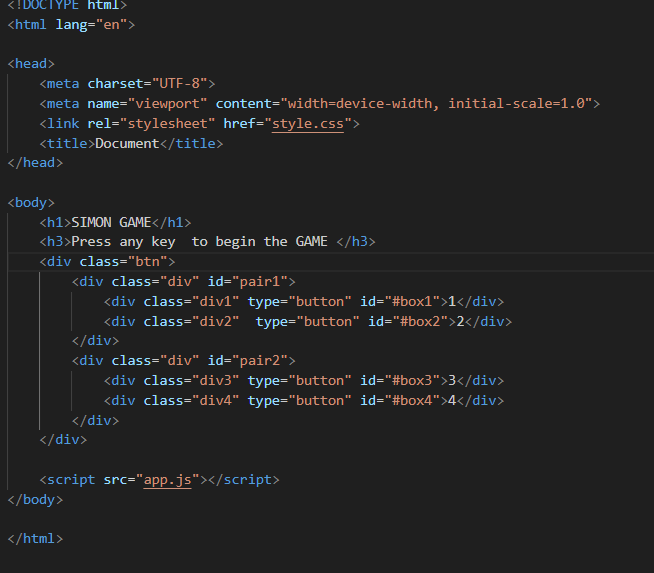 <!DOCTYPE html>
<html lang="en">
<head>
<meta charset="UTF-8">
<meta name="viewport" content="width=device-width, initial-scale=1.0">
<link rel="stylesheet" href="style.css">
<title>Document</title>
</head>
<body>
<h1>SIMON GAME</h1>
<h3>Press any key  to begin the GAME </h3>
<div class="btn">
<div class="div" id="pair1">
<div class="div1" type="button" id="#box1">1</div>
<div class="div2"  type="button" id="#box2">2</div>
</div>
<div class="div" id="pair2">
<div class="div3" type="button" id="#box3">3</div>
<div class="div4" type="button" id="#box4">4</div>
</div>
</div>
<script src="app.js"></script>
</body>
</html>